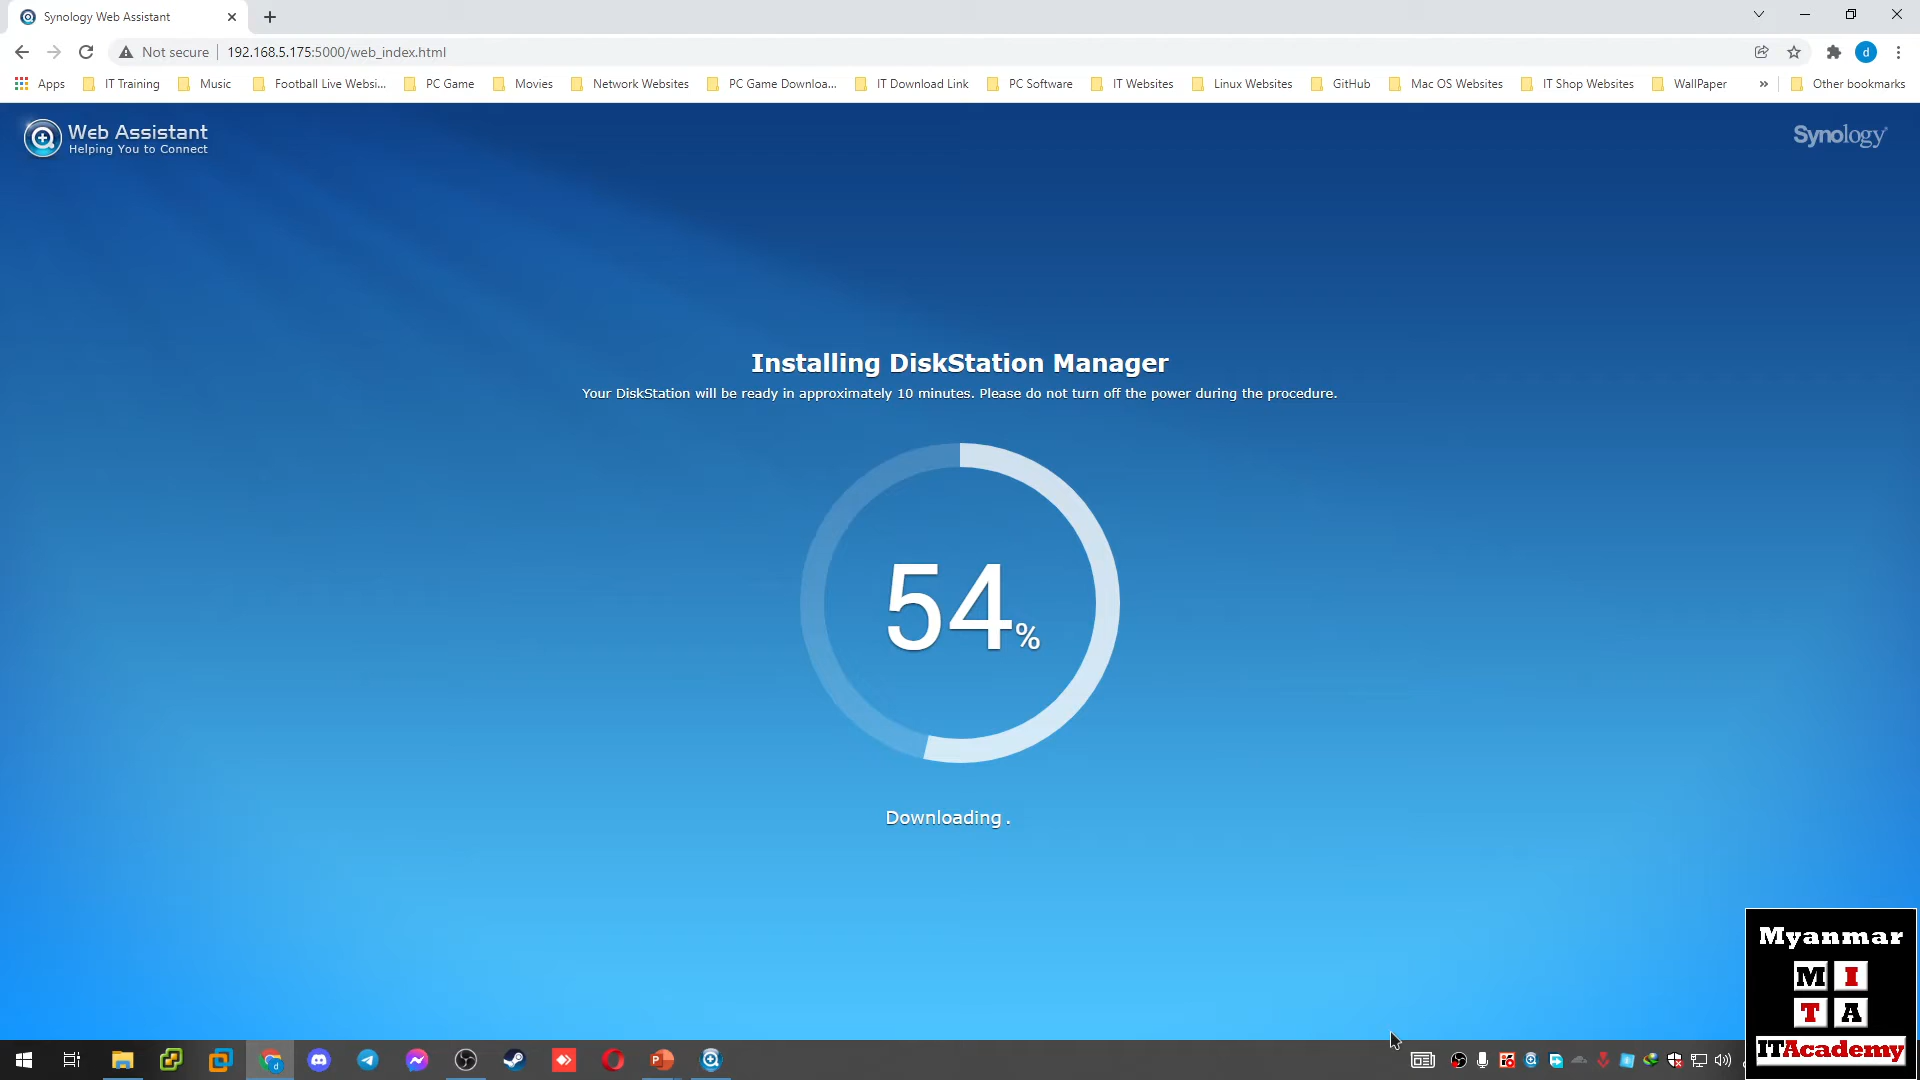 Synology Web Assistant
Not secure
192.168.5.175:5000/web_index.html
d
Apps
IT Training
Music
Football Live Websi...
PC Game
Movies
Network Websites
PC Game Downloa...
IT Download Link
PC Software
IT Websites
Linux Websites
GitHub
Mac OS Websites
IT Shop Websites
WallPaper
»
Other bookmarks
Web Assistant
Helping You to Connect
Synology
Installing DiskStation Manager
Your DiskStation will be ready in approximately 10 minutes. Please do not turn off the power during the procedure.
54%
Downloading .
Myanmar
M I
T A
ITAcademy